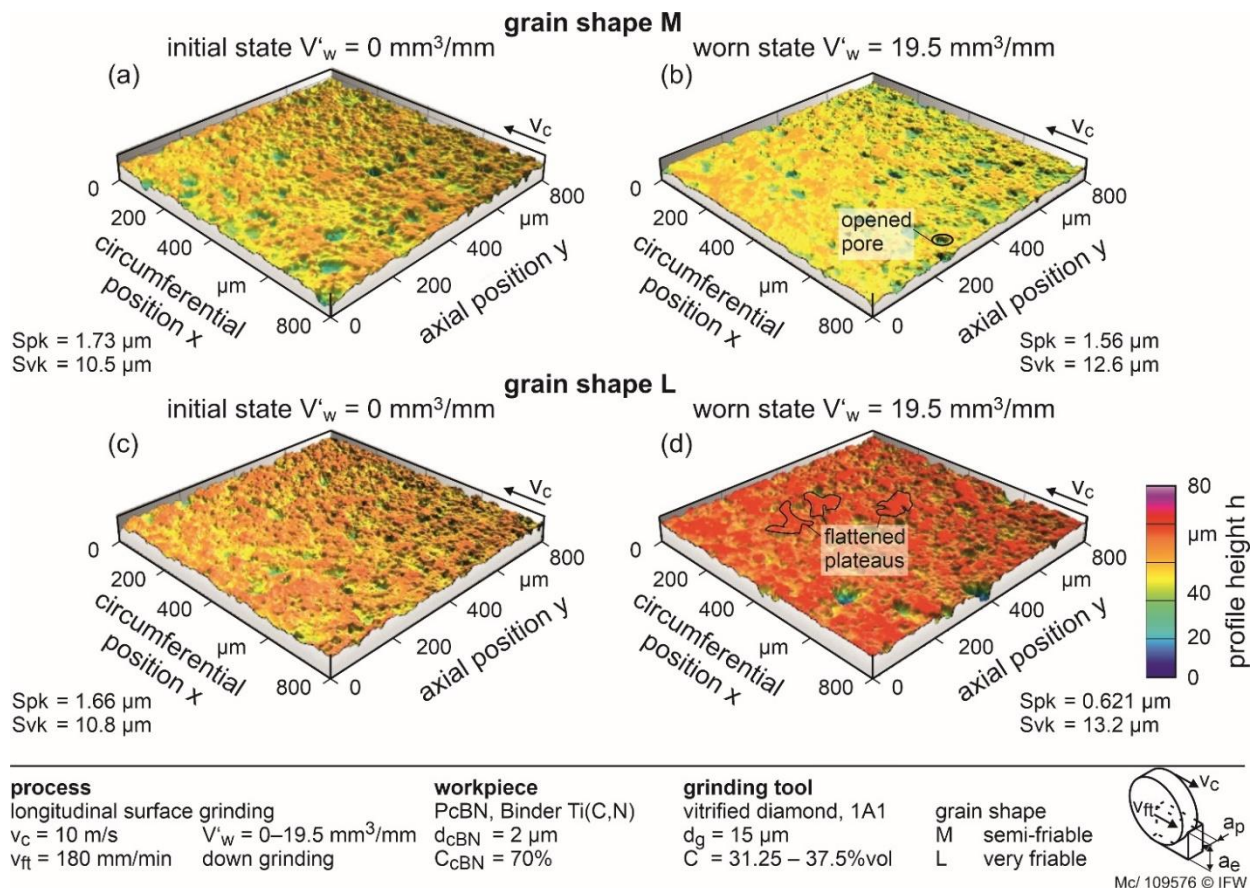 grain shape M
initial state V'w = 0 mm³/mm
worn state V'w = 19.5 mm³/mm
(a)
(b)
vc
vc
0
200
400
µm
800
circumferential
position x
0
200
400
µm
800
axial position y
0
200
400
µm
800
circumferential
position x
0
200
400
µm
800
axial position y
opened
pore
Spk = 1.73 µm
Svk = 10.5 µm
Spk = 1.56 µm
Svk = 12.6 µm
grain shape L
initial state V'w = 0 mm³/mm
worn state V'w = 19.5 mm³/mm
(c)
(d)
vc
vc
0
200
400
µm
800
circumferential
position x
0
200
400
µm
800
axial position y
0
200
400
µm
800
circumferential
position x
0
200
400
µm
800
axial position y
flattened
plateaus
80
µm
40
20
0
profile height h
Spk = 1.66 µm
Svk = 10.8 µm
Spk = 0.621 µm
Svk = 13.2 µm
process
longitudinal surface grinding
vc = 10 m/s V'w = 0–19.5 mm³/mm
vft = 180 mm/min down grinding
workpiece
PcBN, Binder Ti(C,N)
dcBN = 2 µm
CcBN = 70%
grinding tool
vitrified diamond, 1A1
dg = 15 µm
C = 31.25 – 37.5%vol
grain shape
M semi-friable
L very friable
vc
vft
ap
ae
Mc/ 109576 © IFW